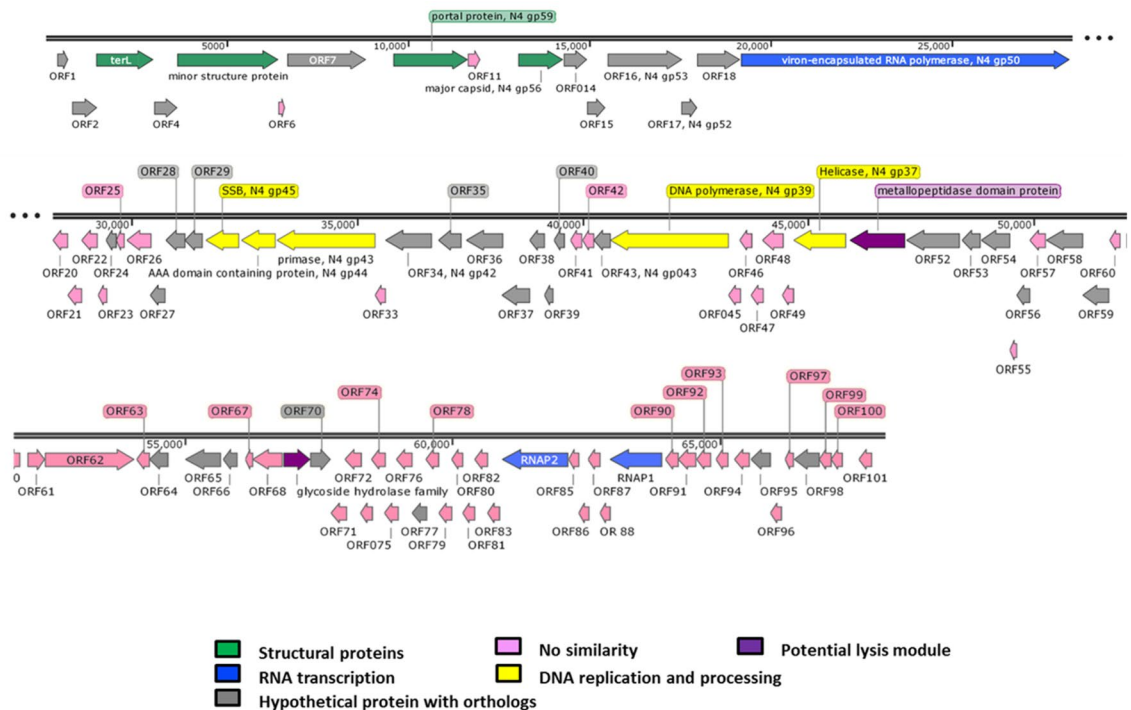 portal protein, N4 gp59
5000
10,000
15,000
20,000
25,000
ORF1
terL
minor structure protein
ORF7
ORF11
major capsid, N4 gp56
ORF014
ORF16, N4 gp53
ORF18
viron-encapsulated RNA polymerase, N4 gp50
ORF2
ORF4
ORF6
ORF15
ORF17, N4 gp52
ORF28
ORF29
ORF40
Helicase, N4 gp37
ORF25
SSB, N4 gp45
ORF35
ORF42
DNA polymerase, N4 gp39
metallopeptidase domain protein
30,000
35,000
40,000
45,000
50,000
ORF20
ORF22
ORF24
ORF26
AAA domain containing protein, N4 gp44
primase, N4 gp43
ORF34, N4 gp42
ORF36
ORF38
ORF41
ORF43, N4 gp043
ORF46
ORF48
ORF52
ORF53
ORF54
ORF57
ORF58
ORF60
ORF21
ORF23
ORF27
ORF33
ORF37
ORF39
ORF045
ORF47
ORF49
ORF56
ORF59
ORF55
ORF93
ORF97
ORF74
ORF92
ORF99
ORF63
ORF67
ORF70
ORF78
ORF90
ORF100
0
55,000
60,000
65,000
ORF61
ORF62
ORF64
ORF65
ORF66
ORF68
glycoside hydrolase family
ORF72
ORF76
ORF80
ORF82
RNAP2
ORF85
ORF87
RNAP1
ORF91
ORF94
ORF95
ORF98
ORF101
ORF71
ORF075
ORF77
ORF79
ORF81
ORF83
ORF86
OR 88
ORF96
Structural proteins
No similarity
Potential lysis module
RNA transcription
DNA replication and processing
Hypothetical protein with orthologs